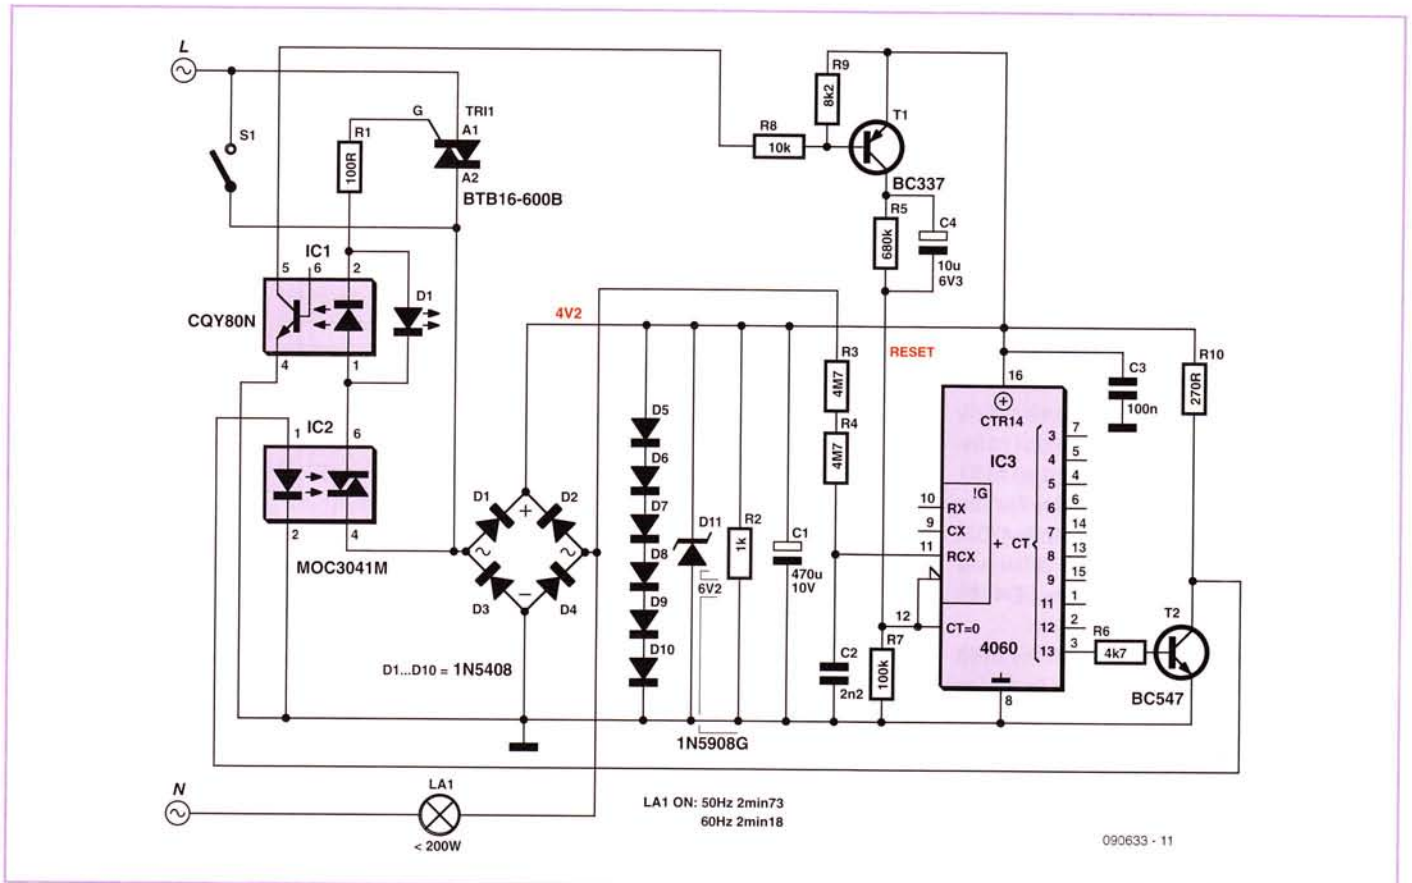 L
S1
R1
100R
G
TRI1
A1
A2
BTB16-600B
R8
10k
R9
8k2
T1
BC337
R5
680k
C4
10u
6V3
IC1
5
6
2
CQY80N
4
1
D1
IC2
1
6
2
4
MOC3041M
4V2
RESET
D1
D2
D3
D4
+
−
D1...D10 = 1N5408
D5
D6
D7
D8
D9
D10
D11
6V2
1N5908G
R2
1k
C1
470u
10V
R3
4M7
R4
4M7
C2
2n2
R7
100k
16
+
CTR14
IC3
!G
10
RX
9
CX
11
RCX
+
CT
12
CT=0
4060
8
3
7
4
5
5
4
6
6
7
14
8
13
9
15
11
1
12
2
13
3
C3
100n
R10
270R
R6
4k7
T2
BC547
N
LA1
< 200W
LA1 ON: 50Hz 2min73
60Hz 2min18
090633 - 11